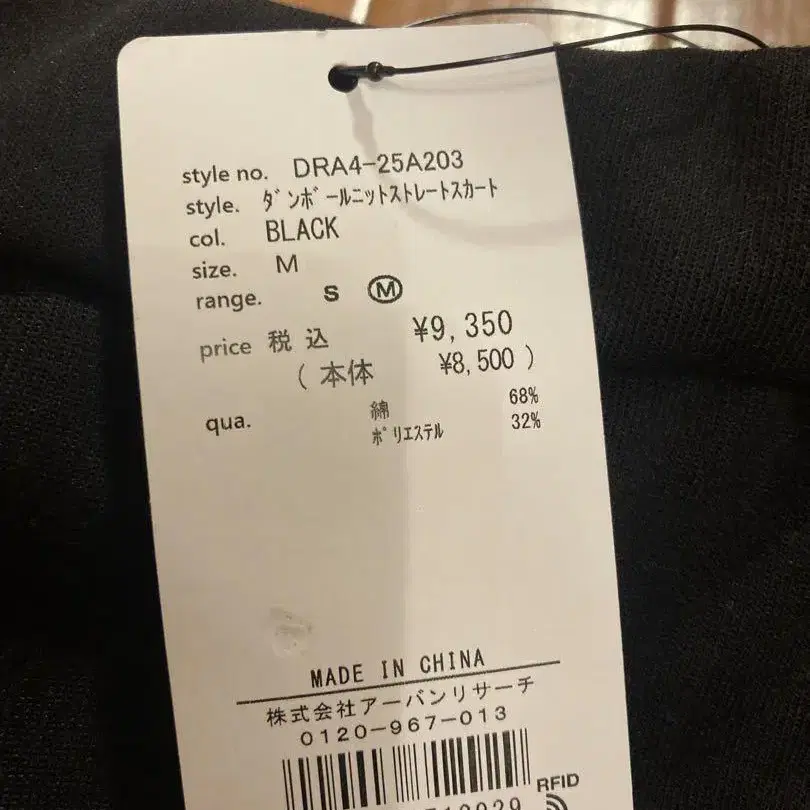 style no. DRA4-25A203
style. ﾀﾞﾝﾎﾞｰﾙニットストレートスカート
col. BLACK
size. M
range. S Ⓜ
price 税込 ¥9,350
( 本体 ¥8,500 )
qua. 綿 68%
ﾎﾟﾘエステル 32%
MADE IN CHINA
株式会社アーバンリサーチ
0120-967-013
RFID